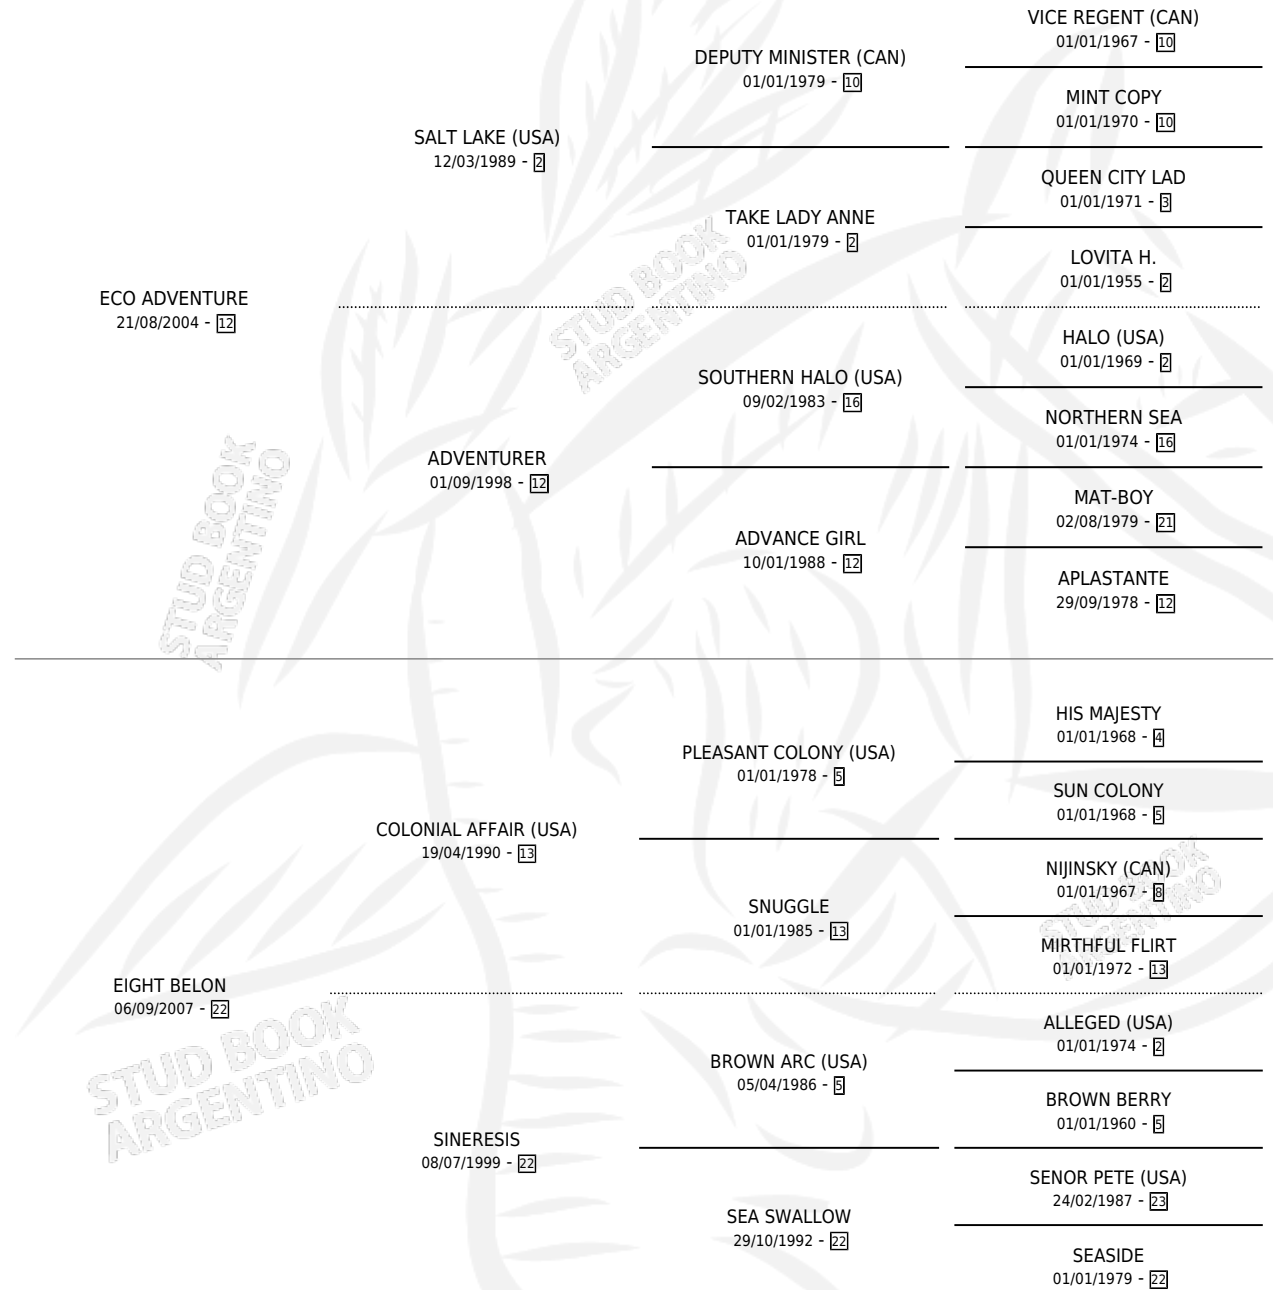 VICE REGENT (CAN)
01/01/1967 - 10
DEPUTY MINISTER (CAN)
01/01/1979 - 10
MINT COPY
01/01/1970 - 10
SALT LAKE (USA)
12/03/1989 - 2
QUEEN CITY LAD
01/01/1971 - 3
TAKE LADY ANNE
01/01/1979 - 2
LOVITA H.
01/01/1955 - 2
ECO ADVENTURE
21/08/2004 - 12
STUD BOOK
ARGENTINO
HALO (USA)
01/01/1969 - 2
SOUTHERN HALO (USA)
09/02/1983 - 16
NORTHERN SEA
01/01/1974 - 16
ADVENTURER
01/09/1998 - 12
MAT-BOY
02/08/1979 - 21
ADVANCE GIRL
10/01/1988 - 12
APLASTANTE
29/09/1978 - 12
STUD BOOK
ARGENTINO
HIS MAJESTY
01/01/1968 - 4
PLEASANT COLONY (USA)
01/01/1978 - 5
SUN COLONY
01/01/1968 - 5
COLONIAL AFFAIR (USA)
19/04/1990 - 13
NIJINSKY (CAN)
01/01/1967 - 8
SNUGGLE
01/01/1985 - 13
STUD BOOK
ARGENTINO
MIRTHFUL FLIRT
01/01/1972 - 13
EIGHT BELON
06/09/2007 - 22
ALLEGED (USA)
01/01/1974 - 2
BROWN ARC (USA)
05/04/1986 - 5
STUD BOOK
ARGENTINO
BROWN BERRY
01/01/1960 - 5
SINERESIS
08/07/1999 - 22
SENOR PETE (USA)
24/02/1987 - 23
SEA SWALLOW
29/10/1992 - 22
SEASIDE
01/01/1979 - 22